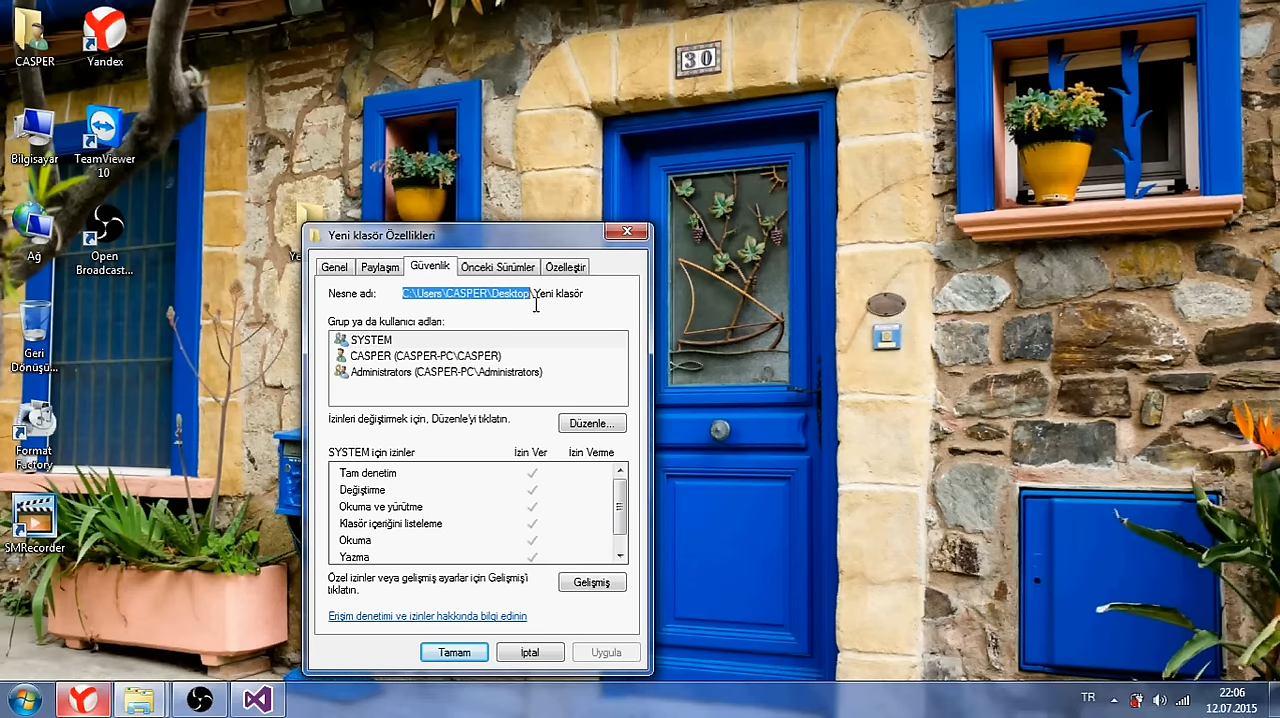 CASPER
Yandex
30
Bilgisayar
TeamViewer
10
Ağ
Open
Broadcast...
Geri
Dönüşü...
Format
Factory
SMRecorder
Yeni klasör Özellikleri
Genel
Paylaşım
Güvenlik
Önceki Sürümler
Özelleştir
Nesne adı: C:\Users\CASPER\Desktop\Yeni klasör
Grup ya da kullanıcı adları:
SYSTEM
CASPER (CASPER-PC\CASPER)
Administrators (CASPER-PC\Administrators)
İzinleri değiştirmek için, Düzenle'yi tıklatın.
Düzenle...
SYSTEM için izinler İzin Ver İzin Verme
Tam denetim
Değiştirme
Okuma ve yürütme
Klasör içeriğini listeleme
Okuma
Yazma
Özel izinler veya gelişmiş ayarlar için Gelişmiş'i
tıklatın.
Gelişmiş
Erişim denetimi ve izinler hakkında bilgi edinin
Tamam
İptal
Uygula
TR
22:06
12.07.2015